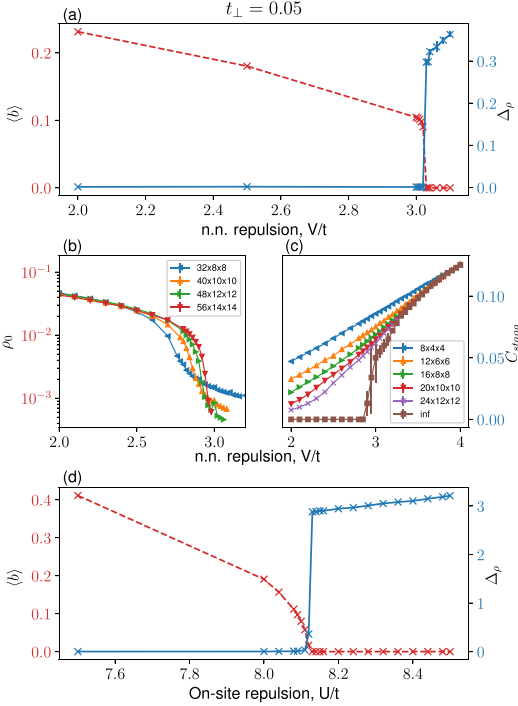 t⊥ = 0.05
(a)
⟨b⟩
0.2
0.1
0.0
0.3
0.2
0.1
0.0
Δρ
2.0 2.2 2.4 2.6 2.8 3.0
n.n. repulsion, V/t
(b)
ρ0
10⁻¹
10⁻²
10⁻³
32x8x8
40x10x10
48x12x12
56x14x14
2.0 2.5 3.0
(c)
8x4x4
12x6x6
16x8x8
20x10x10
24x12x12
inf
0.10
0.05
0.00
Cstagg
2 3 4
n.n. repulsion, V/t
(d)
⟨b⟩
0.4
0.3
0.2
0.1
0.0
3
2
1
0
Δρ
7.6 7.8 8.0 8.2 8.4
On-site repulsion, U/t